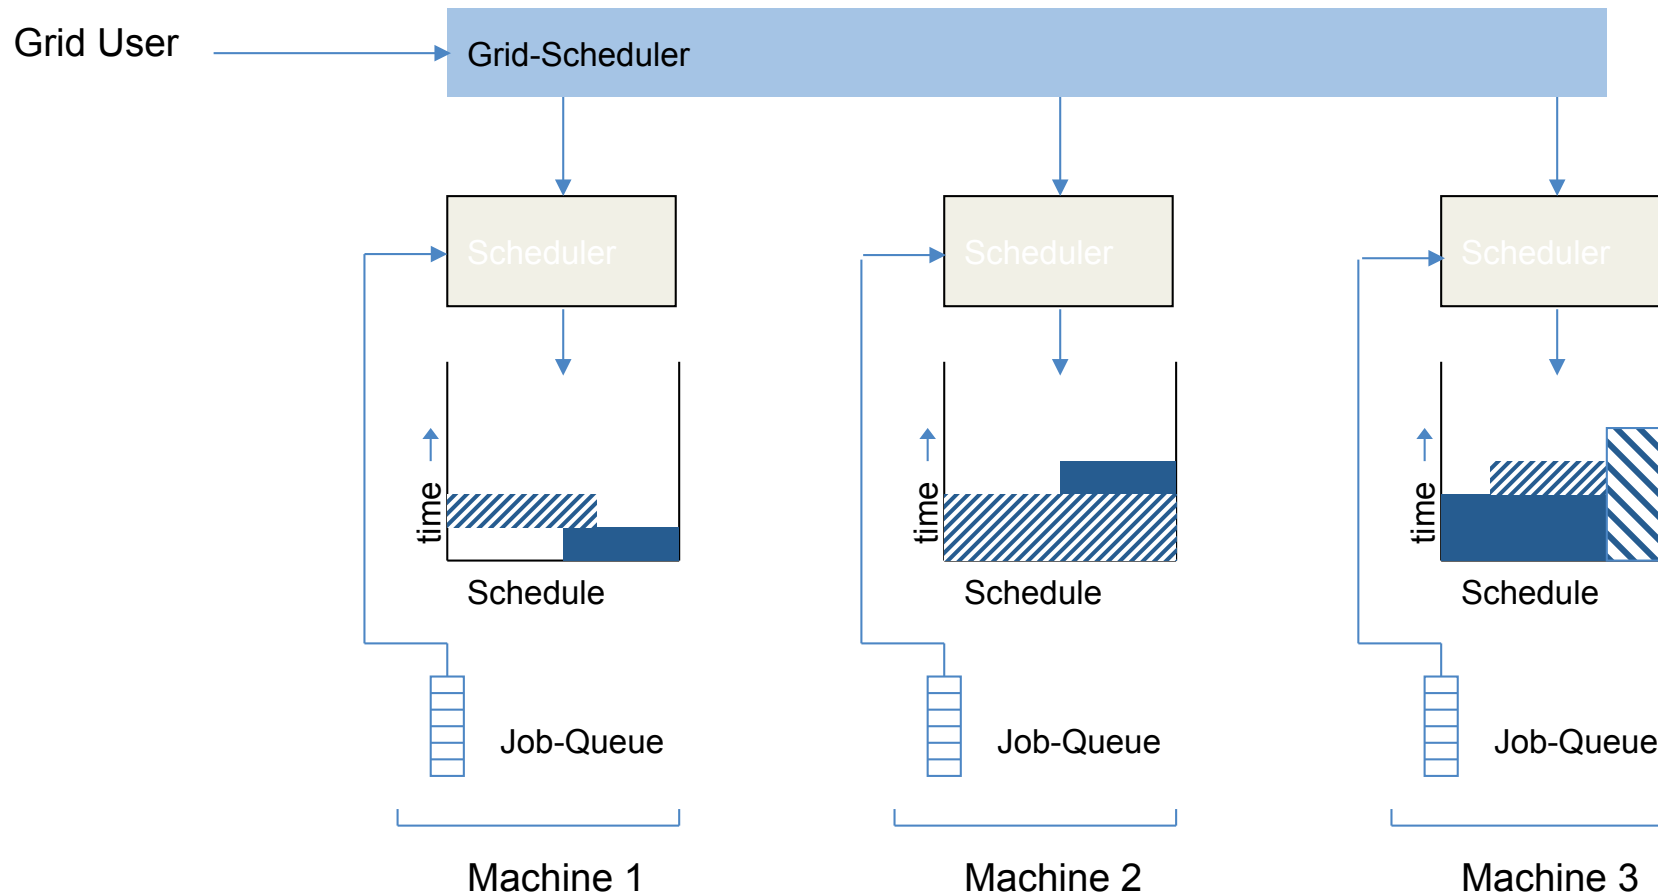 Grid User
Grid-Scheduler
Scheduler
Scheduler
Scheduler
time
time
time
Schedule
Schedule
Schedule
Job-Queue
Job-Queue
Job-Queue
Machine 1
Machine 2
Machine 3